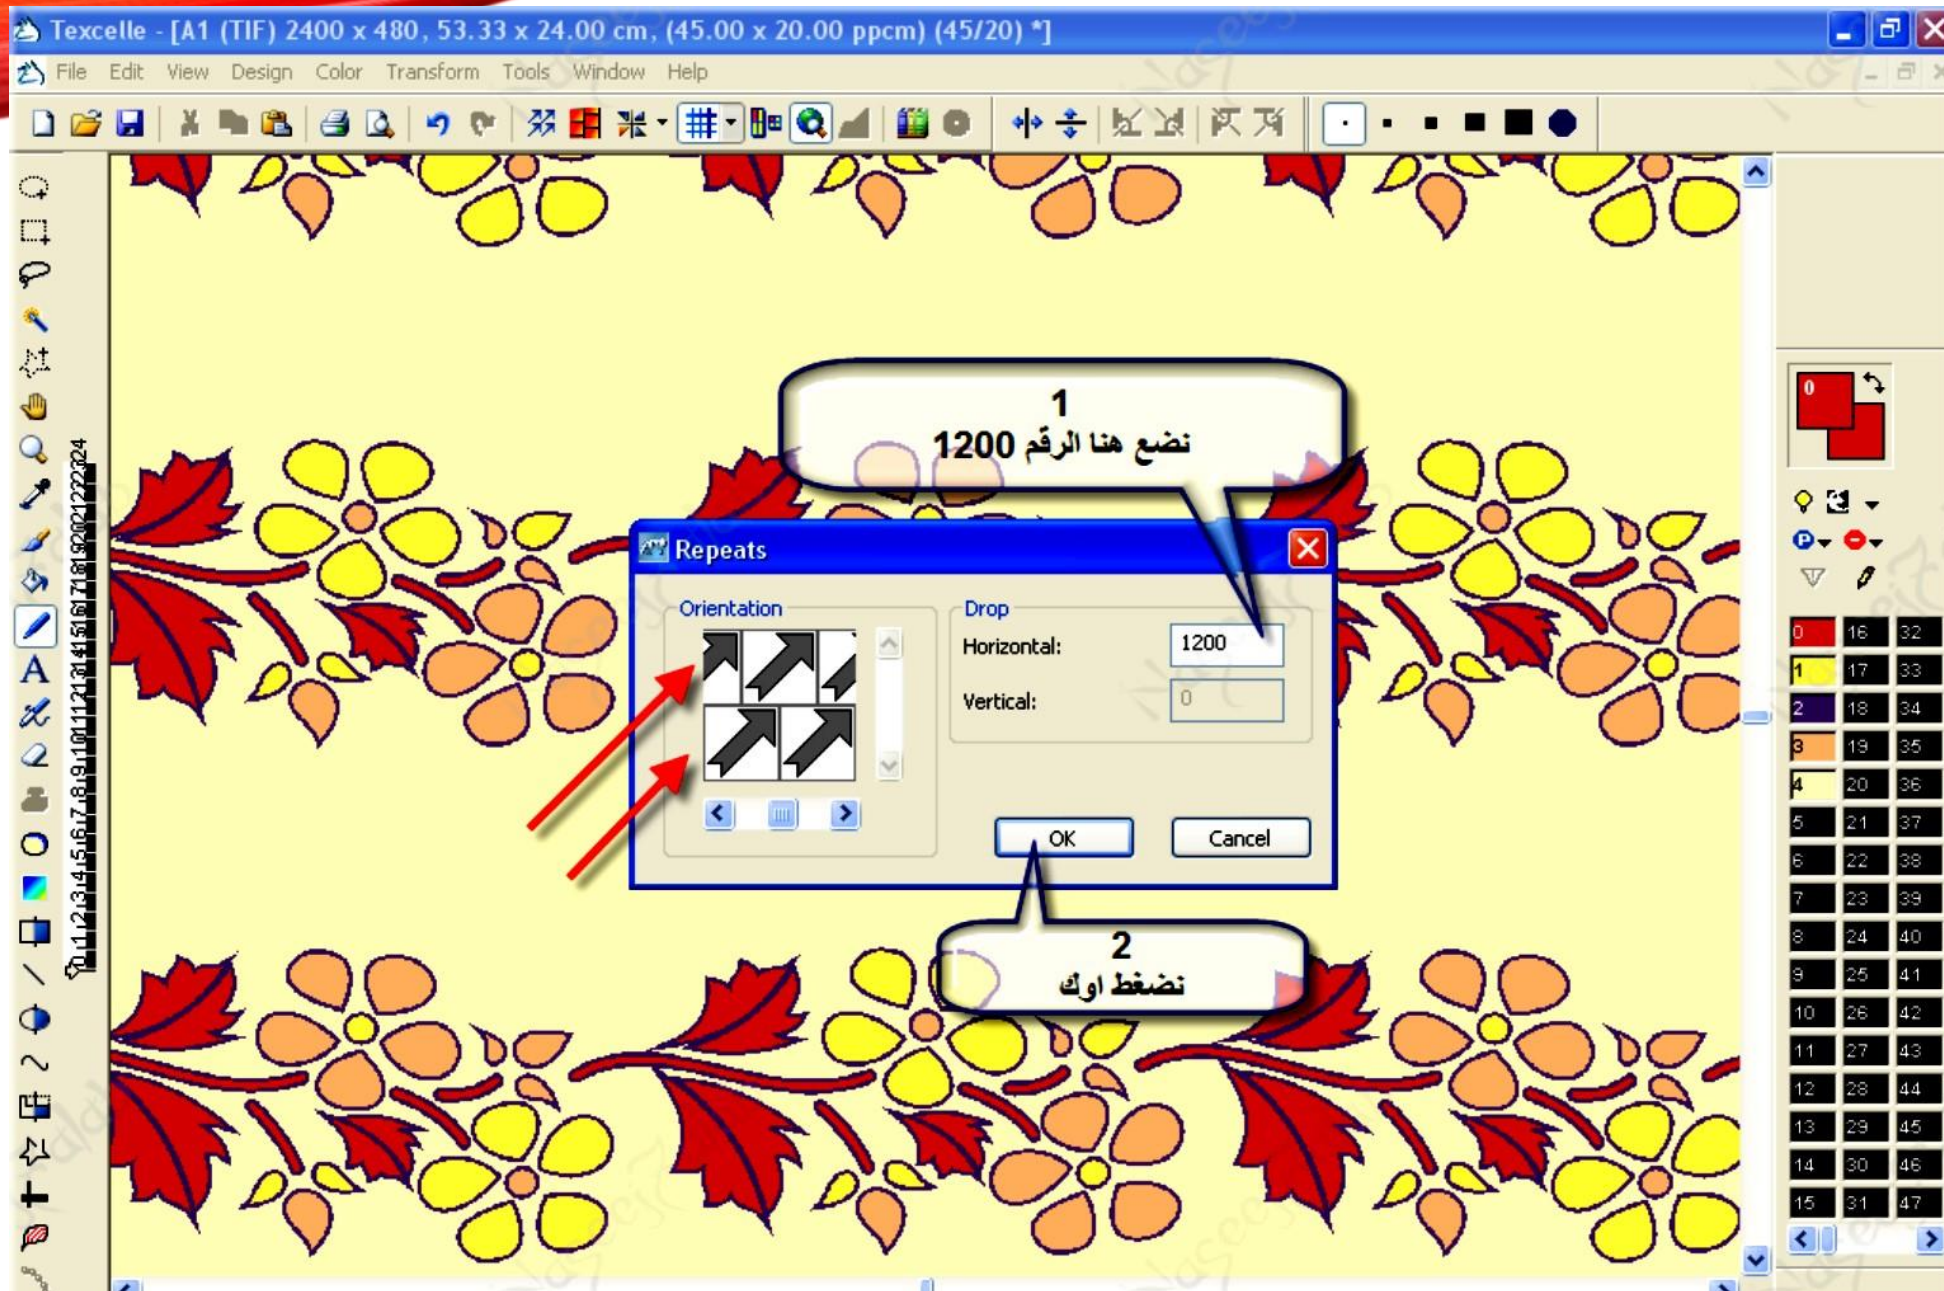 Texcelle - [A1 (TIF) 2400 x 480, 53.33 x 24.00 cm, (45.00 x 20.00 ppcm) (45/20) *]
File Edit View Design Color Transform Tools Window Help
1
نضع هنا الرقم 1200
Repeats
Orientation
Drop
Horizontal: 1200
Vertical: 0
OK Cancel
2
نضغط اوك
0
0 16 32
1 17 33
2 18 34
3 19 35
4 20 36
5 21 37
6 22 38
7 23 39
8 24 40
9 25 41
10 26 42
11 27 43
12 28 44
13 29 45
14 30 46
15 31 47